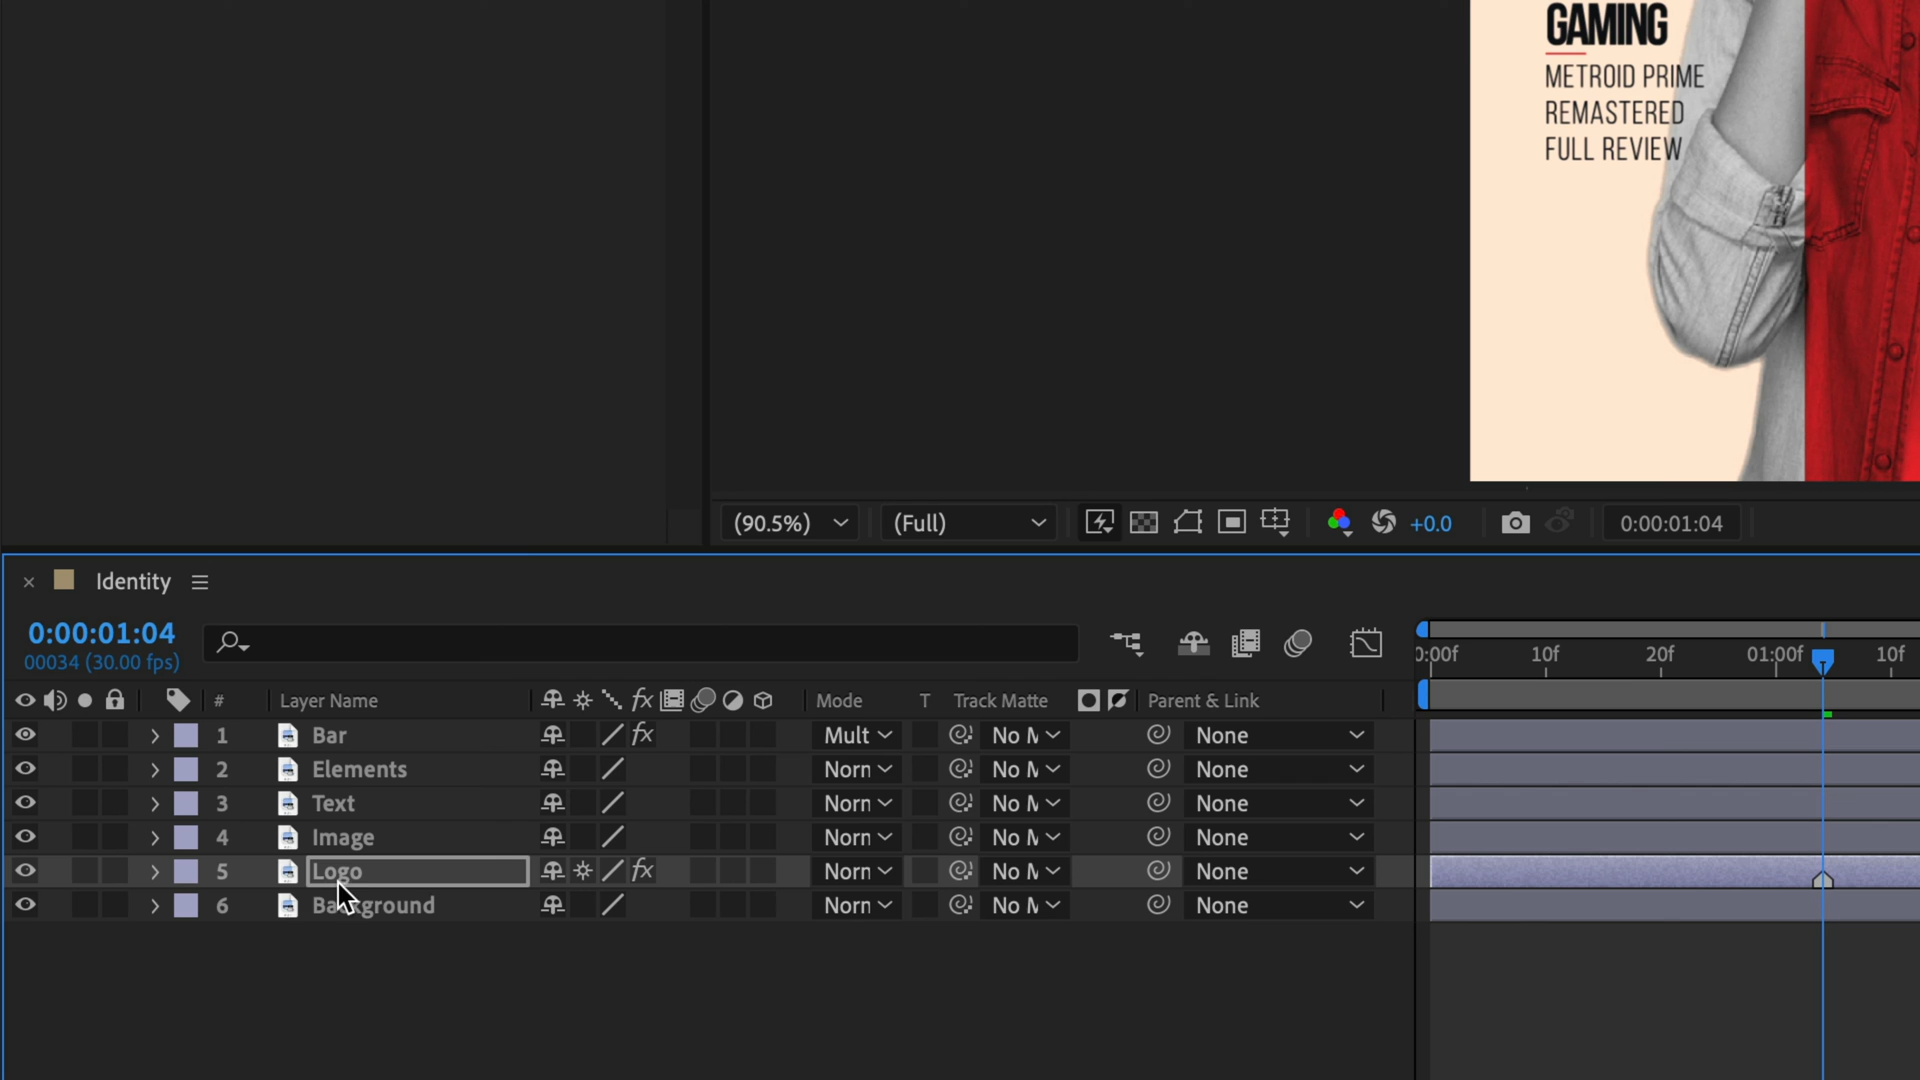 GAMING
METROID PRIME
REMASTERED
FULL REVIEW
(90.5%) (Full) +0.0 0:00:01:04
Identity
0:00:01:04
00034 (30.00 fps)
0:00f 10f 20f 01:00f 10f
# Layer Name fx Mode T Track Matte Parent & Link
1 Bar fx Mult No M None
2 Elements Norn No M None
3 Text Norn No M None
4 Image Norn No M None
5 Logo fx Norn No M None
6 Background Norn No M None